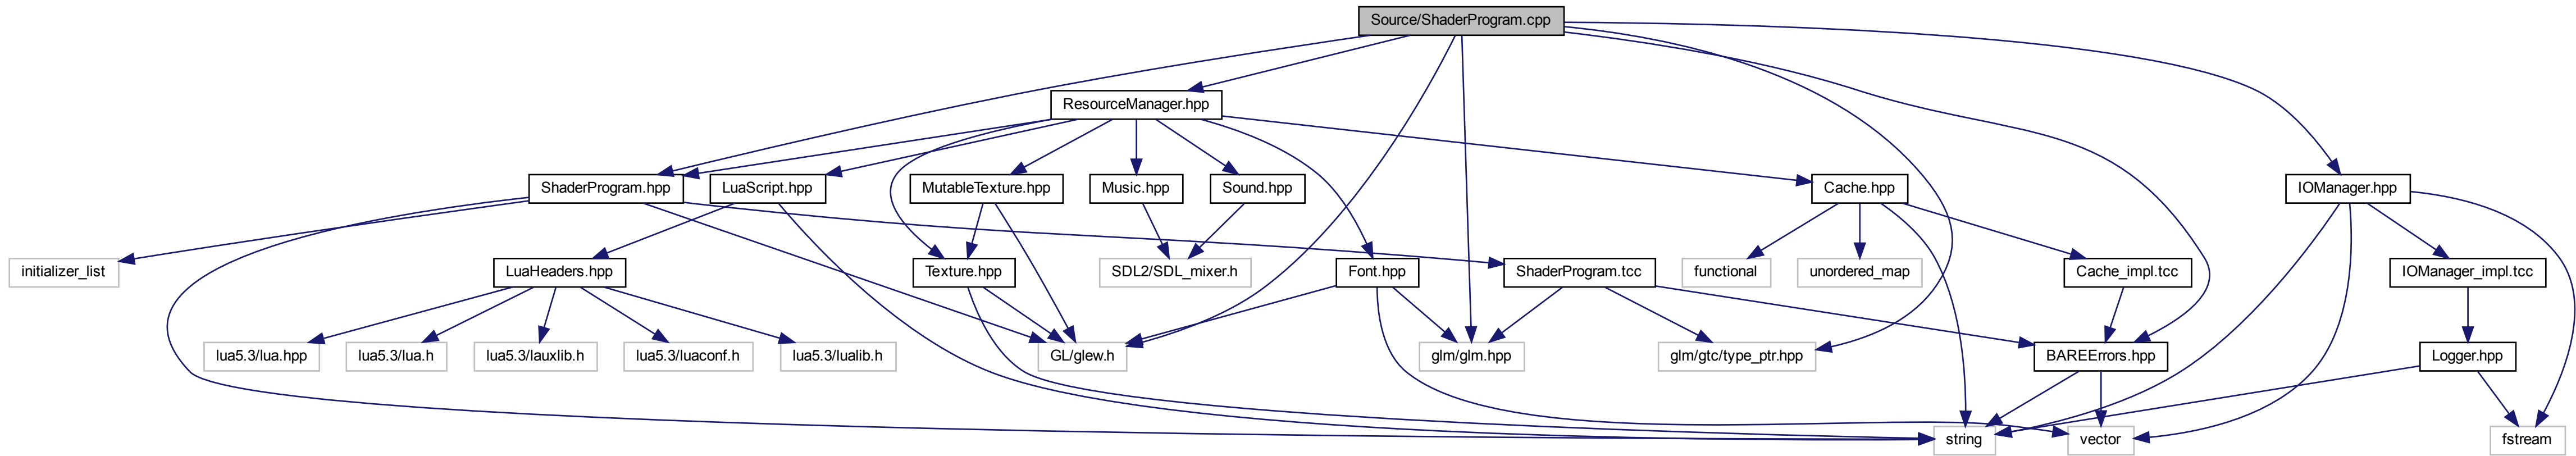 Source/ShaderProgram.cpp
ResourceManager.hpp
ShaderProgram.hpp
LuaScript.hpp
MutableTexture.hpp
Music.hpp
Sound.hpp
Cache.hpp
IOManager.hpp
initializer_list
LuaHeaders.hpp
Texture.hpp
SDL2/SDL_mixer.h
Font.hpp
ShaderProgram.tcc
functional
unordered_map
Cache_impl.tcc
IOManager_impl.tcc
lua5.3/lua.hpp
lua5.3/lua.h
lua5.3/lauxlib.h
lua5.3/luaconf.h
lua5.3/lualib.h
GL/glew.h
glm/glm.hpp
glm/gtc/type_ptr.hpp
BAREErrors.hpp
Logger.hpp
string
vector
fstream